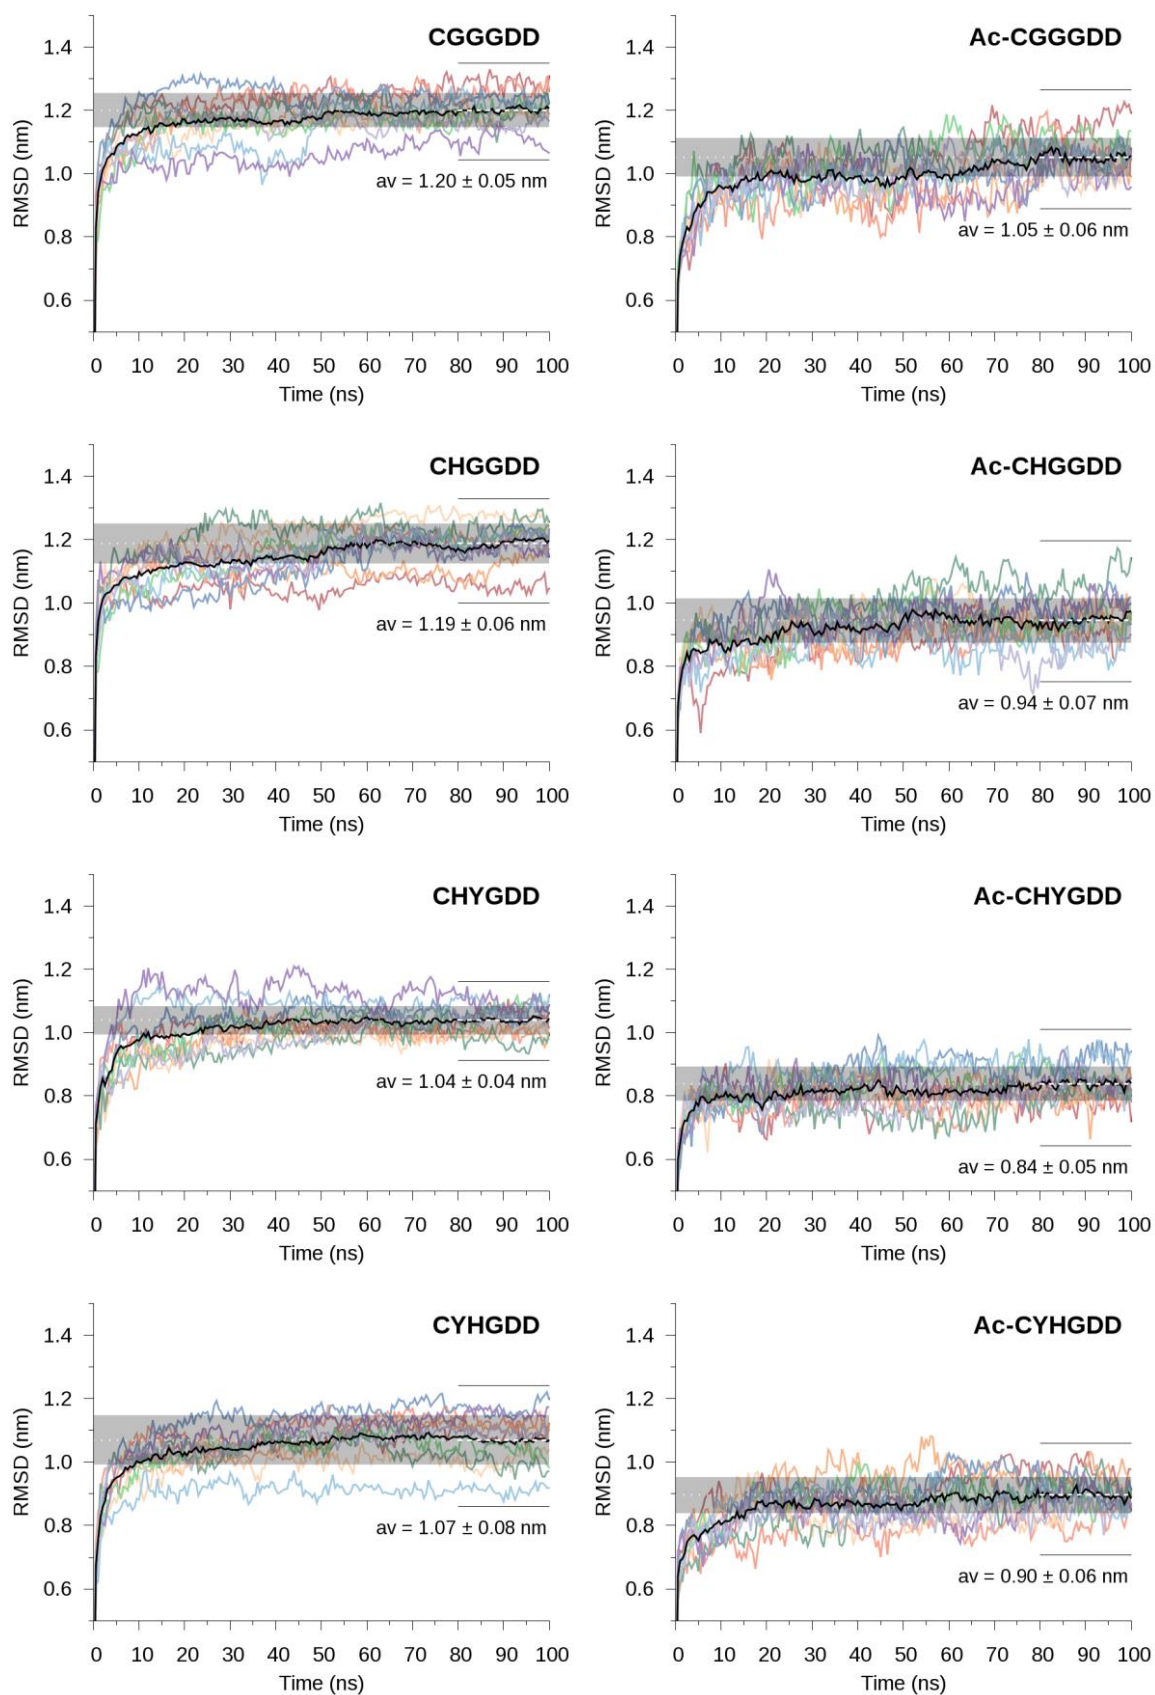 CGGGDD
1.4
1.2
1.0
0.8
0.6
RMSD (nm)
av = 1.20 ± 0.05 nm
0 10 20 30 40 50 60 70 80 90 100
Time (ns)
Ac-CGGGDD
1.4
1.2
1.0
0.8
0.6
RMSD (nm)
av = 1.05 ± 0.06 nm
0 10 20 30 40 50 60 70 80 90 100
Time (ns)
CHGGDD
1.4
1.2
1.0
0.8
0.6
RMSD (nm)
av = 1.19 ± 0.06 nm
0 10 20 30 40 50 60 70 80 90 100
Time (ns)
Ac-CHGGDD
1.4
1.2
1.0
0.8
0.6
RMSD (nm)
av = 0.94 ± 0.07 nm
0 10 20 30 40 50 60 70 80 90 100
Time (ns)
CHYGDD
1.4
1.2
1.0
0.8
0.6
RMSD (nm)
av = 1.04 ± 0.04 nm
0 10 20 30 40 50 60 70 80 90 100
Time (ns)
Ac-CHYGDD
1.4
1.2
1.0
0.8
0.6
RMSD (nm)
av = 0.84 ± 0.05 nm
0 10 20 30 40 50 60 70 80 90 100
Time (ns)
CYHGDD
1.4
1.2
1.0
0.8
0.6
RMSD (nm)
av = 1.07 ± 0.08 nm
0 10 20 30 40 50 60 70 80 90 100
Time (ns)
Ac-CYHGDD
1.4
1.2
1.0
0.8
0.6
RMSD (nm)
av = 0.90 ± 0.06 nm
0 10 20 30 40 50 60 70 80 90 100
Time (ns)